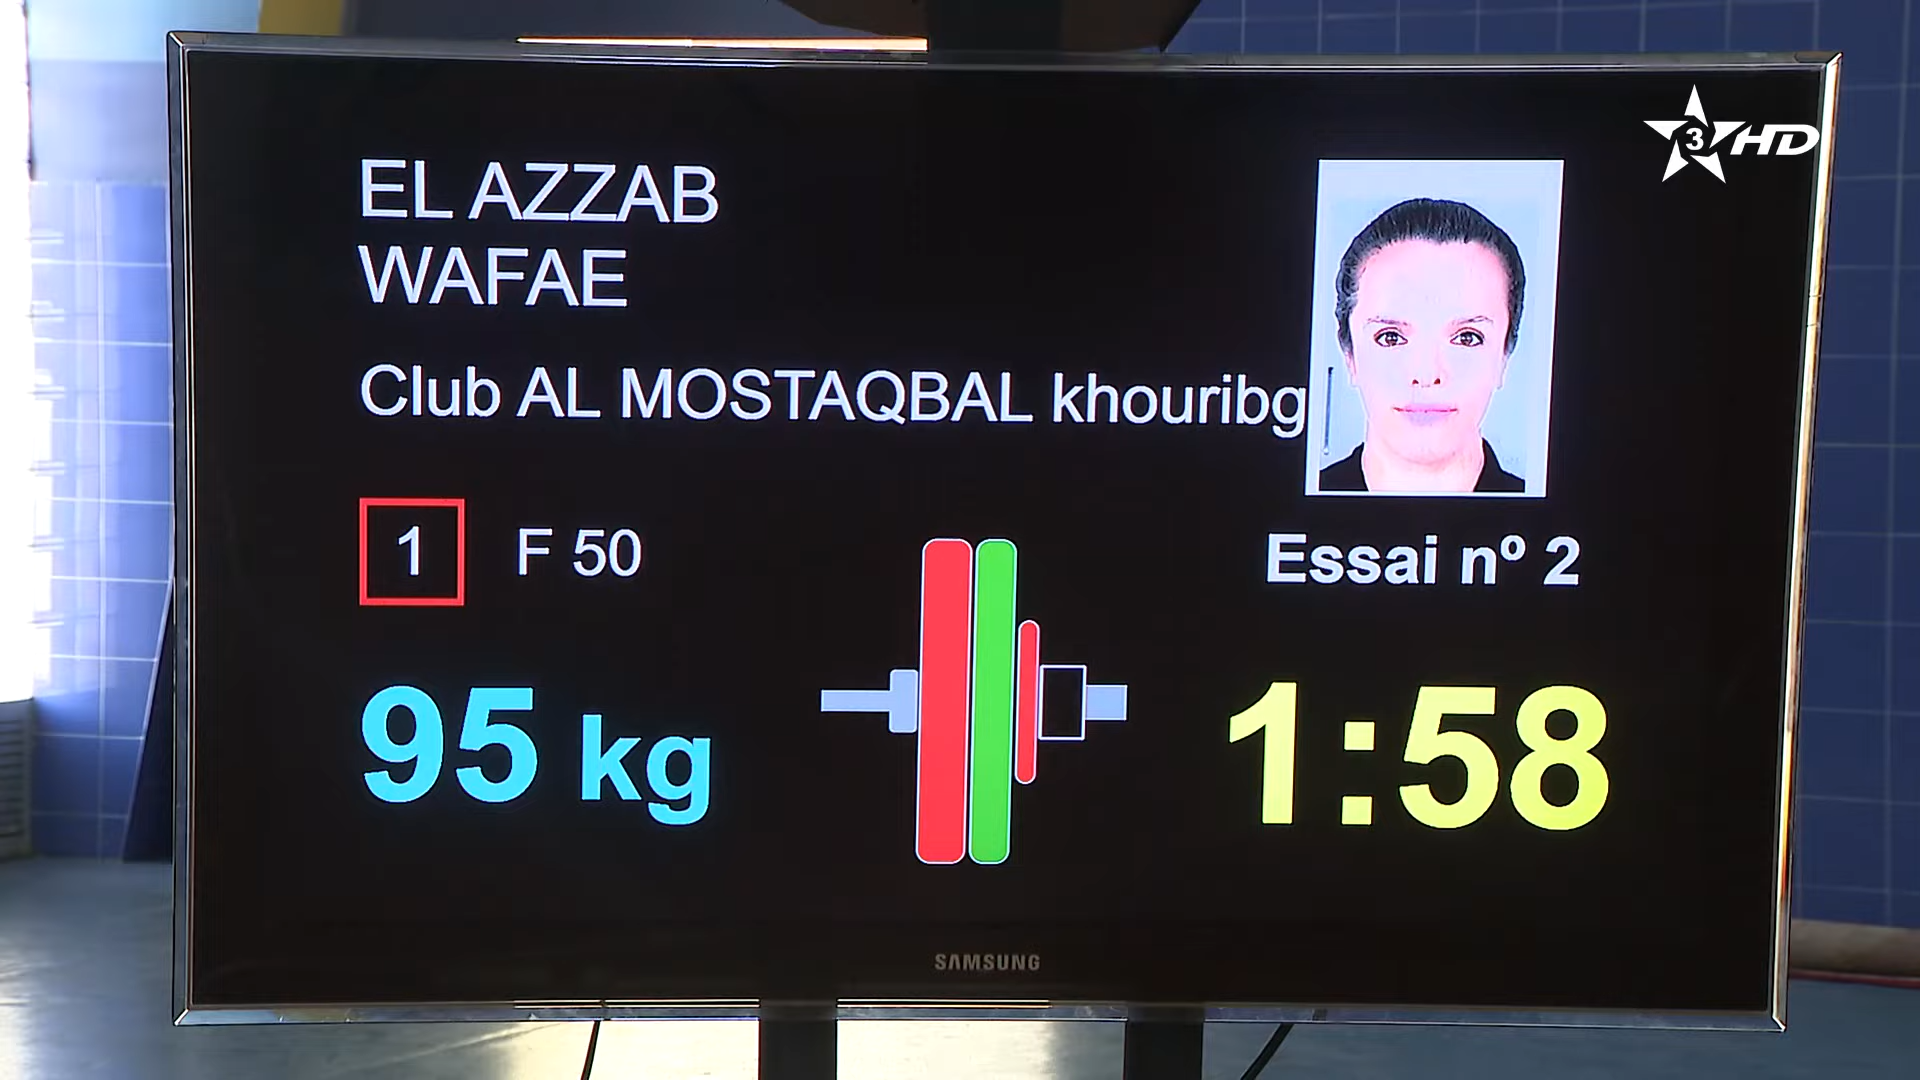 EL AZZAB
WAFAE
Club AL MOSTAQBAL khouribg
1 F 50
Essai nº 2
95 kg
1:58
SAMSUNG
3 HD